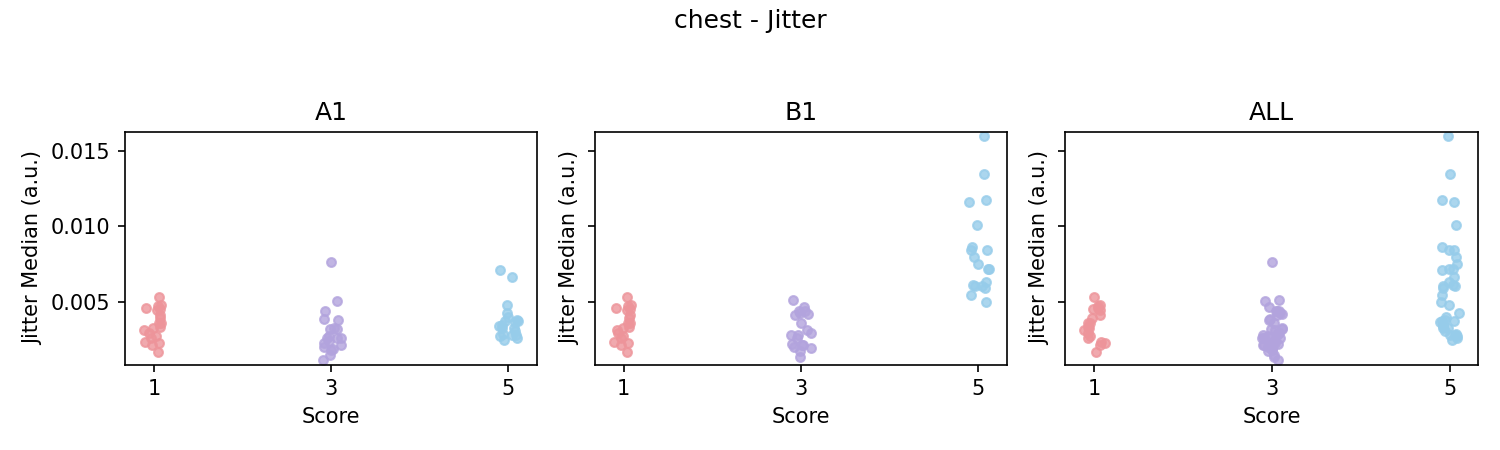 chest - Jitter
A1
B1
ALL
Jitter Median (a.u.)
0.015
0.010
0.005
1
3
5
Score
Jitter Median (a.u.)
1
3
5
Score
Jitter Median (a.u.)
1
3
5
Score